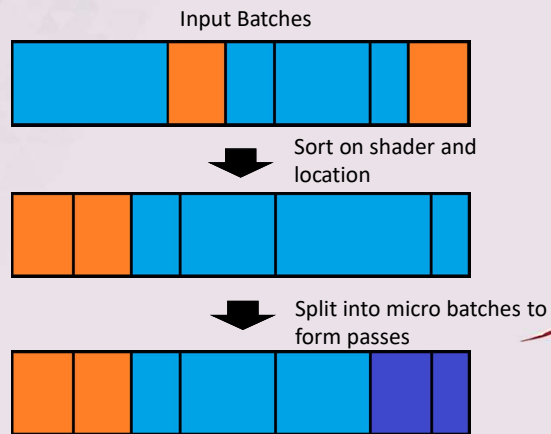 Input Batches
Sort on shader and
location
Split into micro batches to
form passes